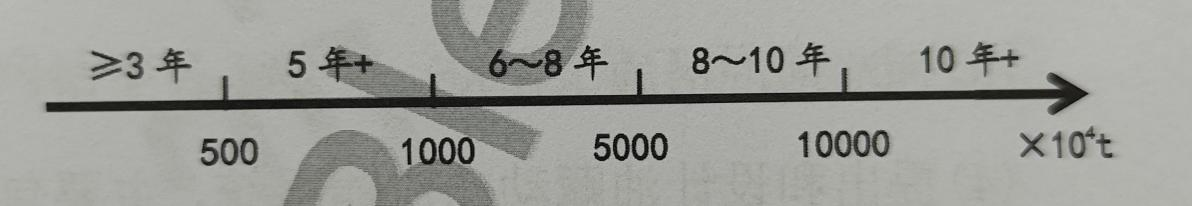 ≥3 年 5 年+ 6～8 年 8～10 年 10 年+
500 1000 5000 10000 ×10⁴t